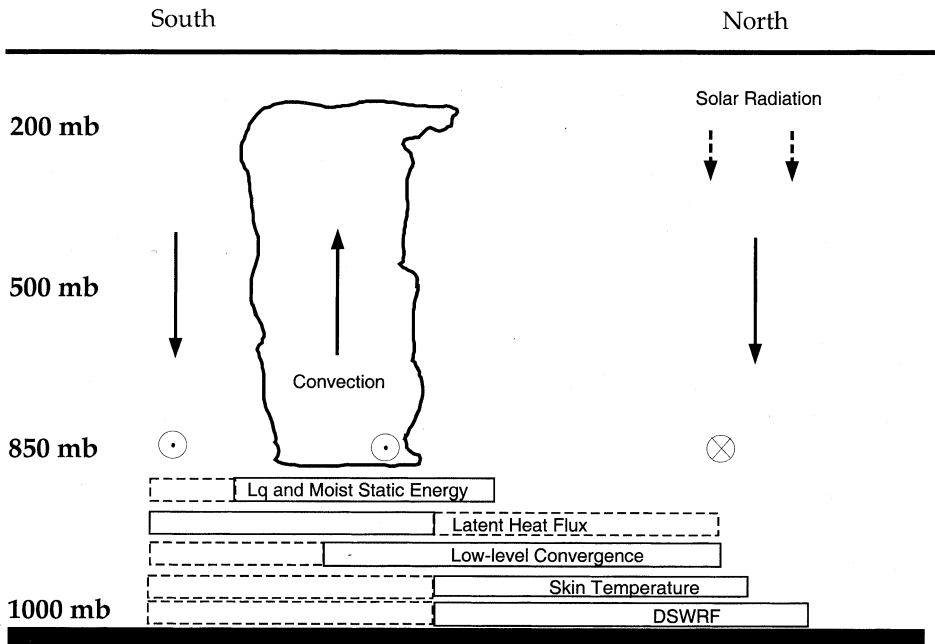 South North
Solar Radiation
200 mb
500 mb
Convection
850 mb
Lq and Moist Static Energy
Latent Heat Flux
Low-level Convergence
Skin Temperature
1000 mb DSWRF